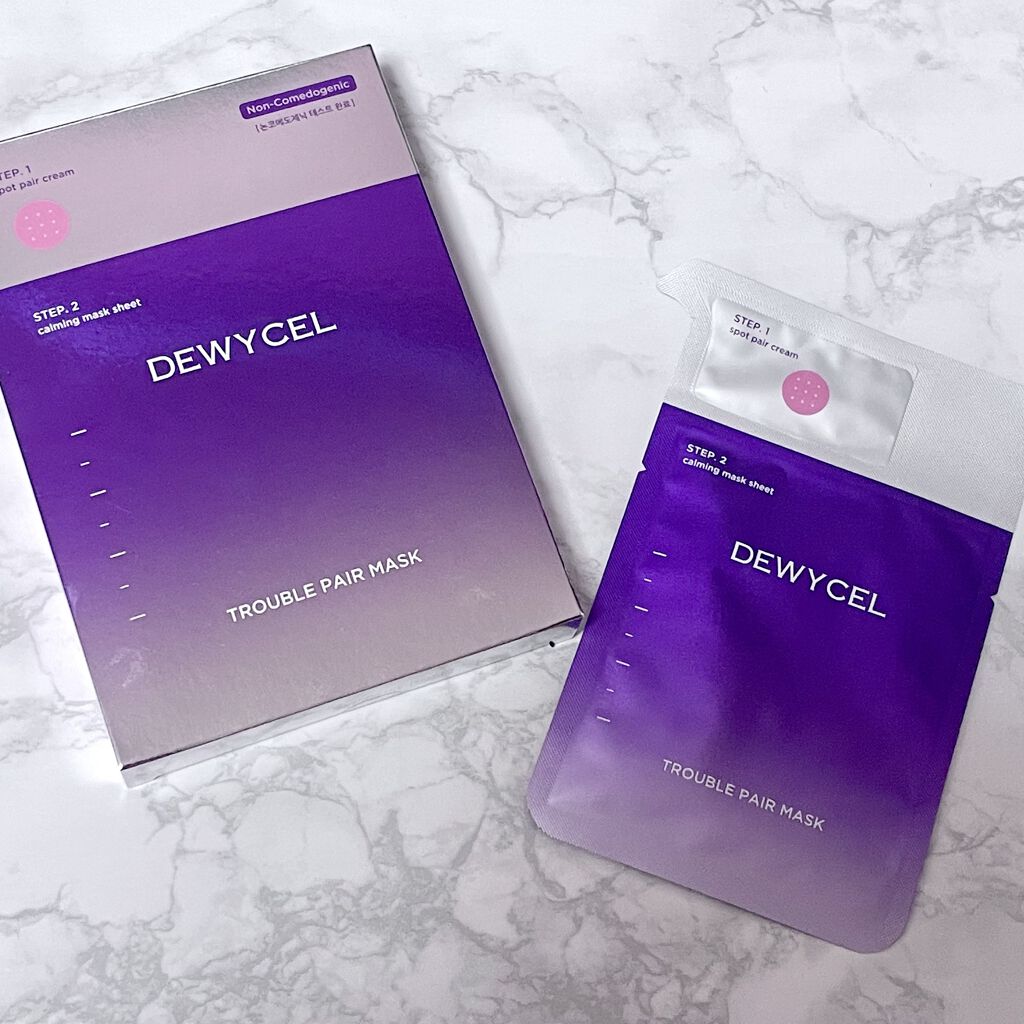 Non-Comedogenic
[논코메도제닉 테스트 완료]
TEP. 1
pot pair cream
STEP. 2
calming mask sheet
DEWYCEL
TROUBLE PAIR MASK
STEP. 1
spot pair cream
STEP. 2
calming mask sheet
DEWYCEL
TROUBLE PAIR MASK